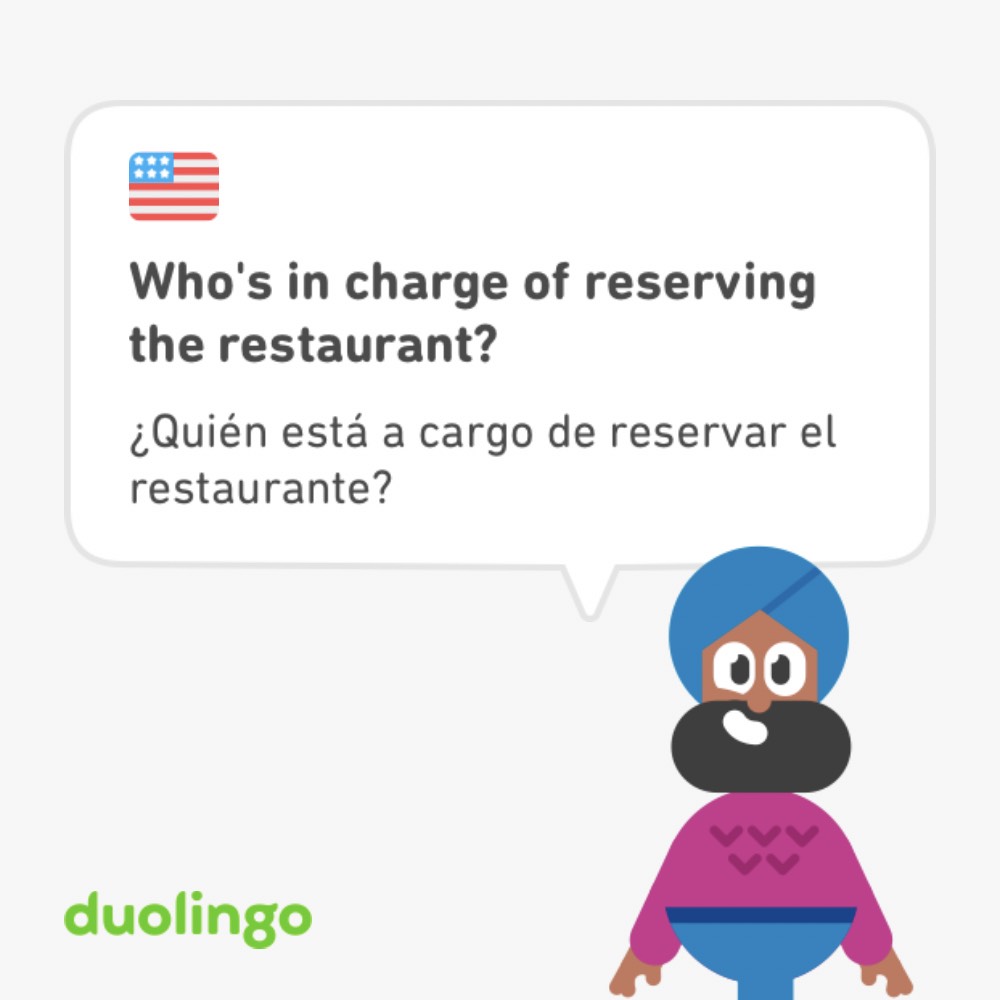 Who's in charge of reserving
the restaurant?
¿Quién está a cargo de reservar el
restaurante?
duolingo